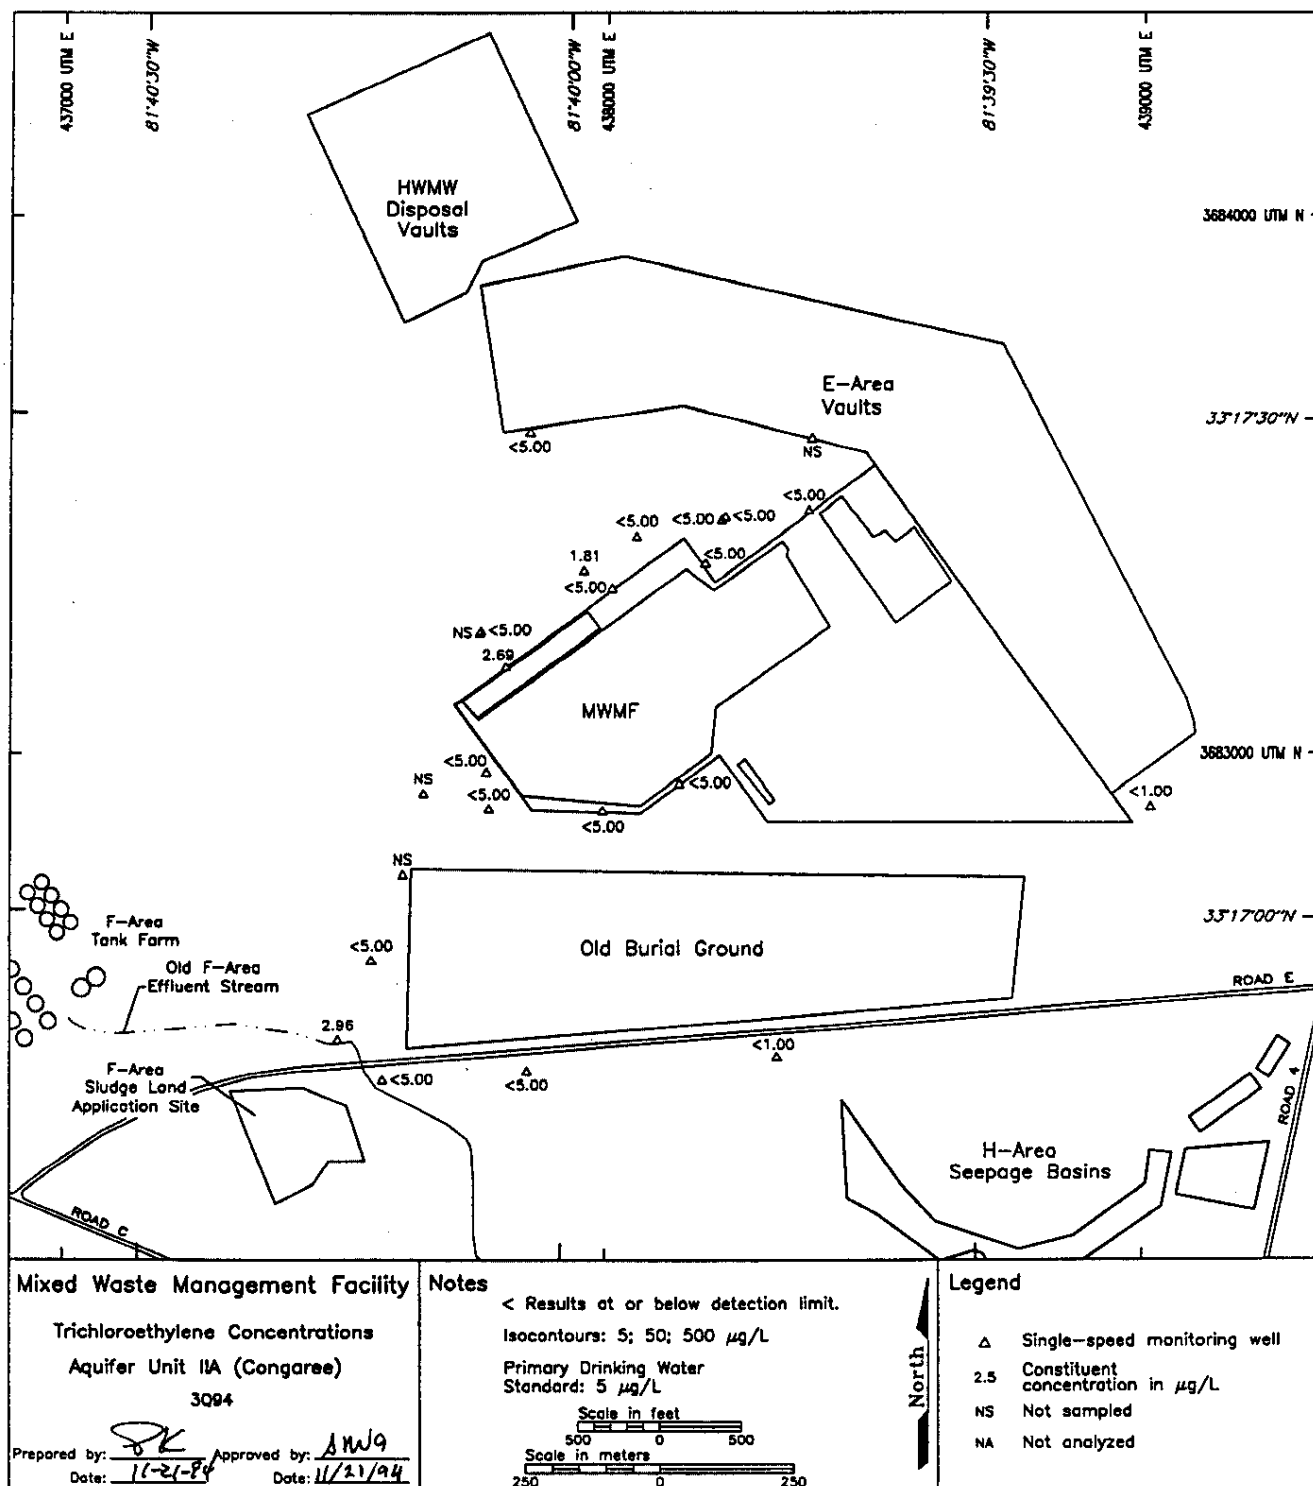 437000 UTM E
81°40'30"W
81°40'00"W
438000 UTM E
81°39'30"W
439000 UTM E
HWMW
Disposal
Vaults
3684000 UTM N
E-Area
Vaults
33°17'30"N
<5.00
NS
<5.00
<5.00
<5.00
<5.00
1.81
<5.00
<5.00
NS
<5.00
2.69
MWMF
3683000 UTM N
<5.00
NS
<5.00
<5.00
<5.00
<1.00
NS
F-Area
Tank Farm
33°17'00"N
<5.00
Old Burial Ground
Old F-Area
Effluent Stream
ROAD E
2.96
<1.00
F-Area
Sludge Land
Application Site
<5.00
<5.00
ROAD 4
H-Area
Seepage Basins
ROAD C
Mixed Waste Management Facility
Trichloroethylene Concentrations
Aquifer Unit IIA (Congaree)
3Q94
Prepared by:
Approved by:
Date: 11-21-94
Date: 11/21/94
Notes
< Results at or below detection limit.
Isocontours: 5; 50; 500 µg/L
Primary Drinking Water
Standard: 5 µg/L
Scale in feet
500 0 500
Scale in meters
250 0 250
North
Legend
Single-speed monitoring well
2.5 Constituent
concentration in µg/L
NS Not sampled
NA Not analyzed